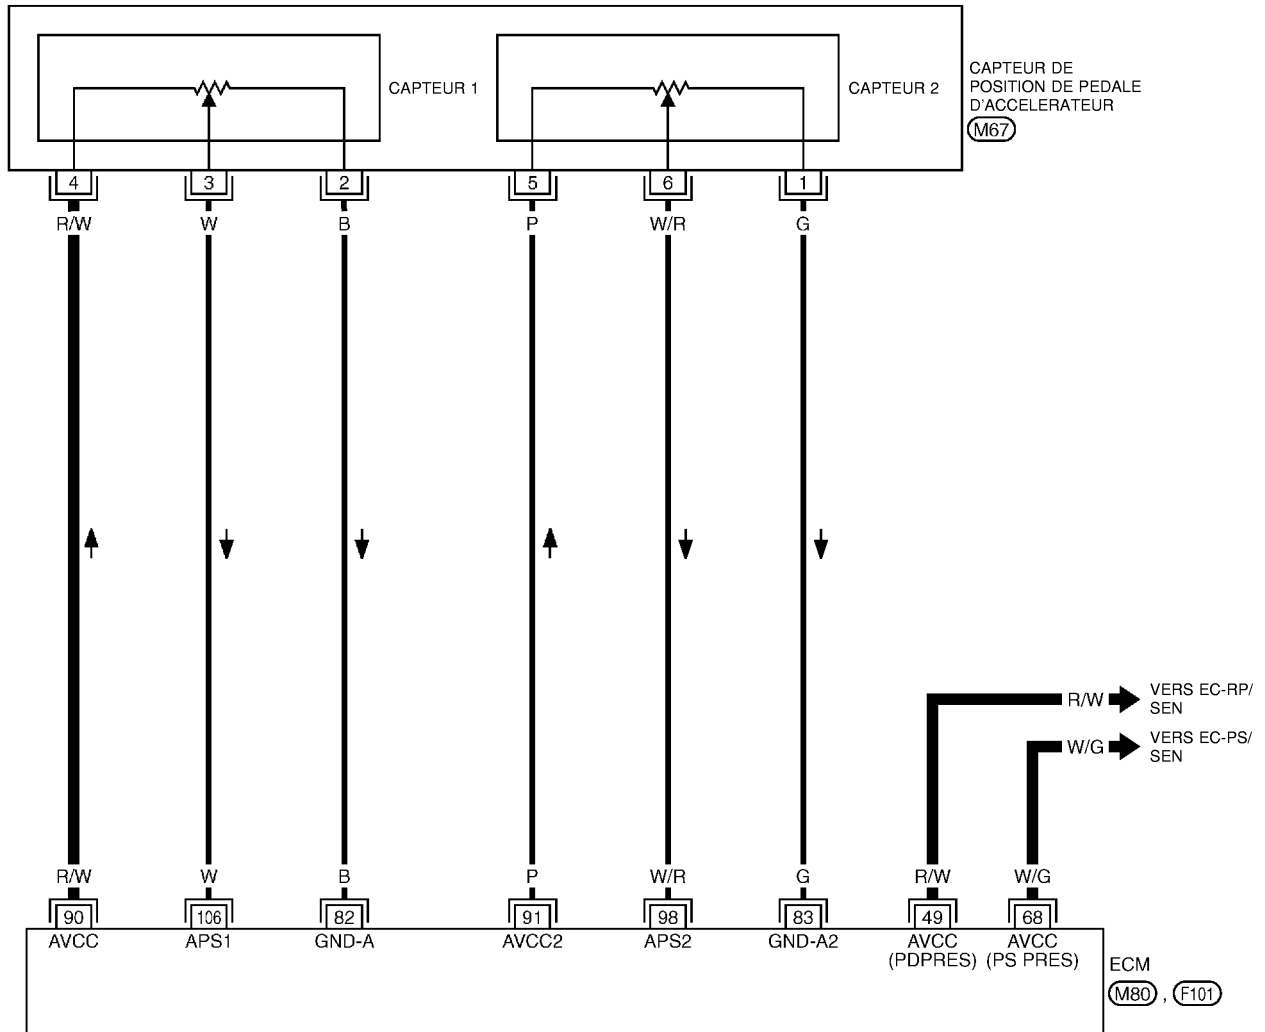 CAPTEUR 1
CAPTEUR 2
CAPTEUR DE
POSITION DE PEDALE
D'ACCELERATEUR
M67
4 3 2 5 6 1
R/W W B P W/R G
R/W
VERS EC-RP/
SEN
W/G
VERS EC-PS/
SEN
R/W W B P W/R G R/W W/G
90 106 82 91 98 83 49 68
AVCC APS1 GND-A AVCC2 APS2 GND-A2 AVCC AVCC
(PDPRES) (PS PRES)
ECM
M80 , F101